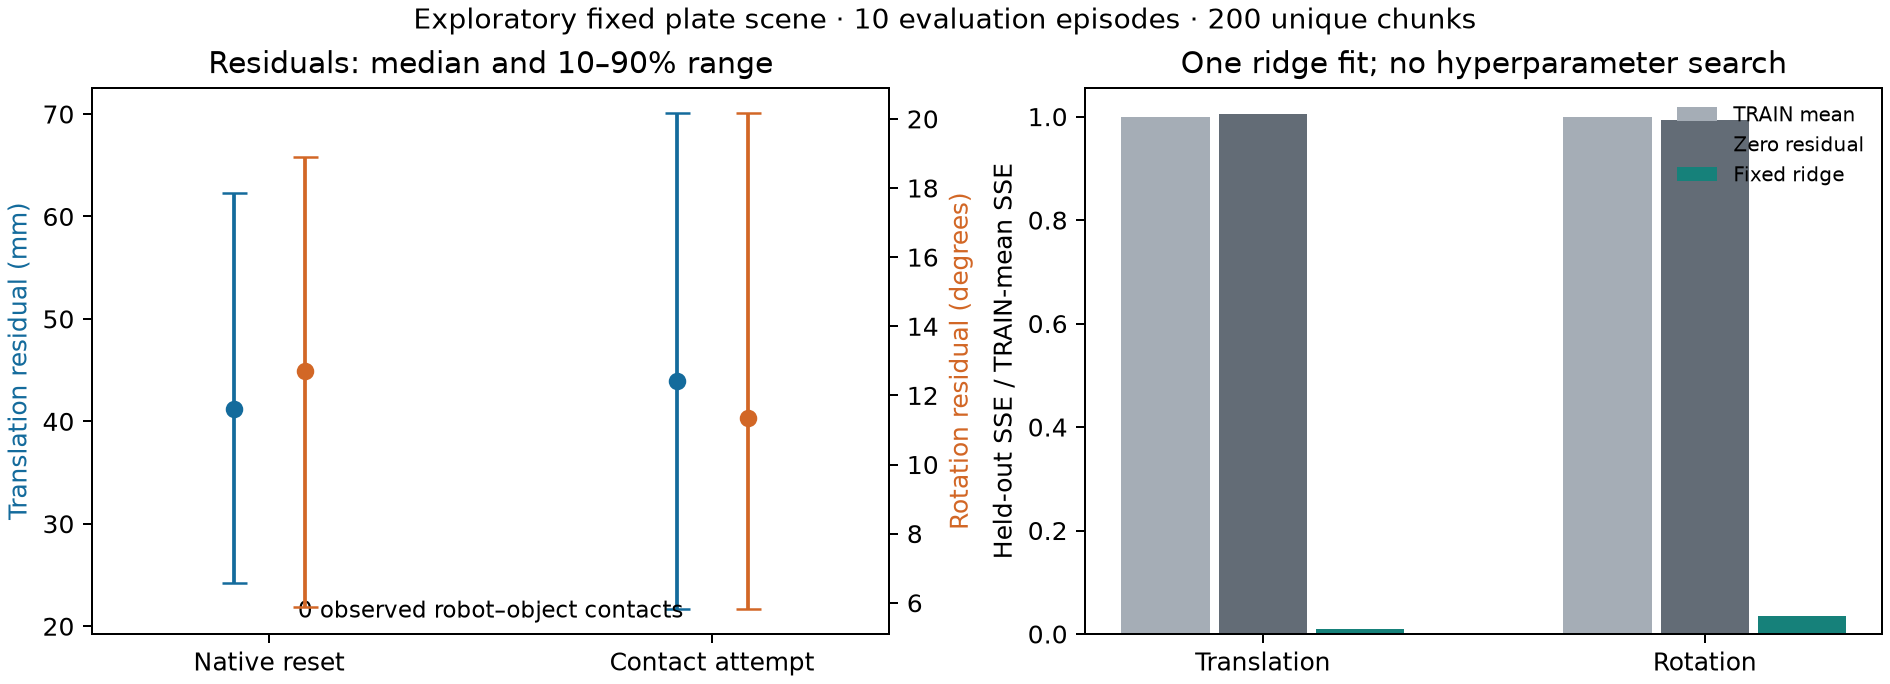 Exploratory fixed plate scene · 10 evaluation episodes · 200 unique chunks
Residuals: median and 10–90% range
Translation residual (mm)
70
60
50
40
30
20
Rotation residual (degrees)
20
18
16
14
12
10
8
6
0 observed robot–object contacts
Native reset
Contact attempt
One ridge fit; no hyperparameter search
Held-out SSE / TRAIN-mean SSE
1.0
0.8
0.6
0.4
0.2
0.0
TRAIN mean
Zero residual
Fixed ridge
Translation
Rotation